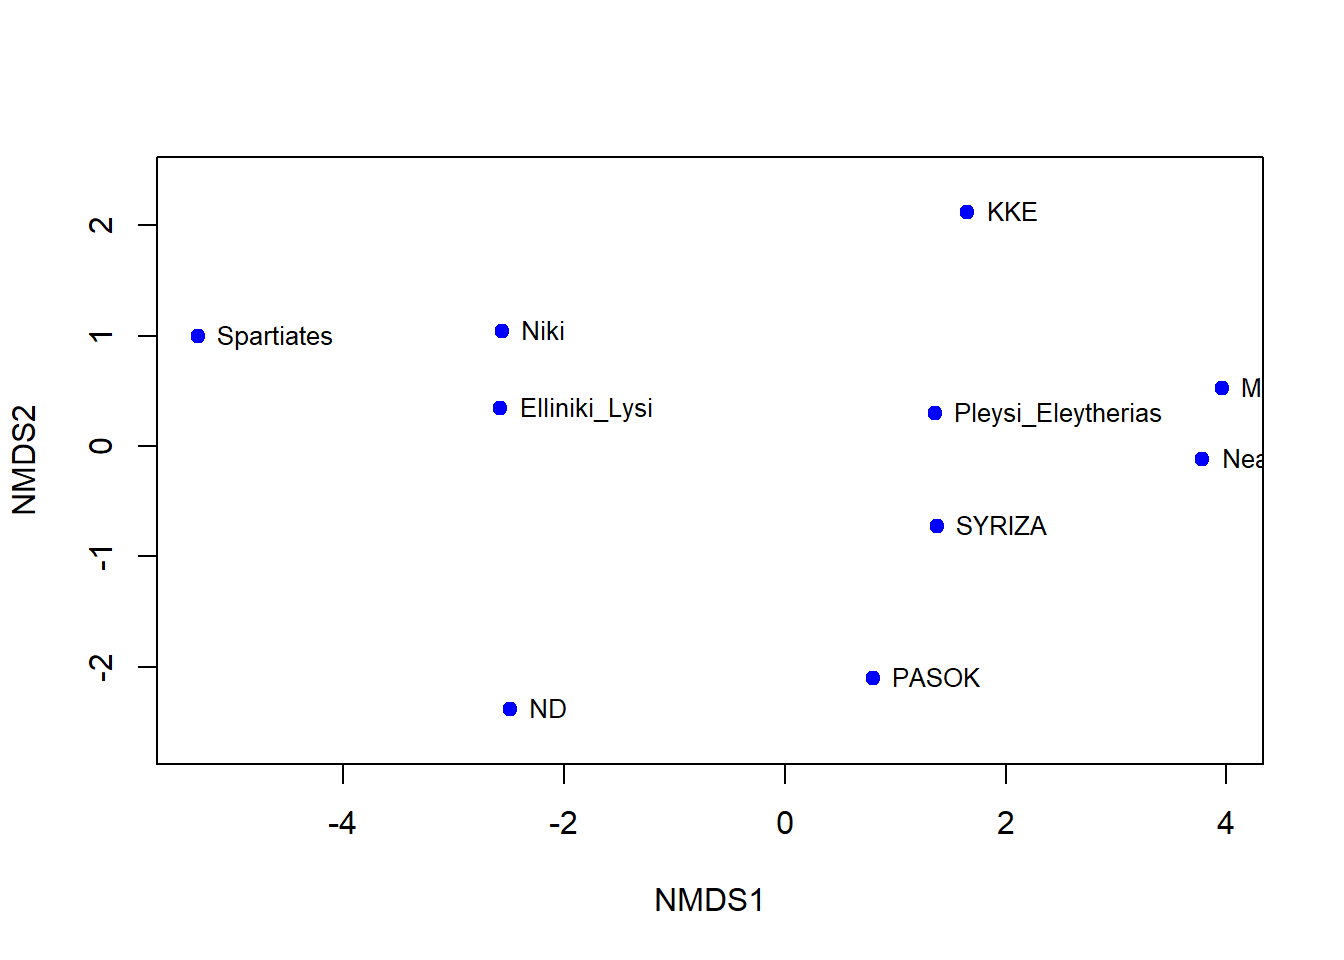 KKE
Spartiates
Niki
M
Elliniki_Lysi
Pleysi_Eleytherias
Nea
SYRIZA
PASOK
ND
NMDS2
2
1
0
-1
-2
-4
-2
0
2
4
NMDS1